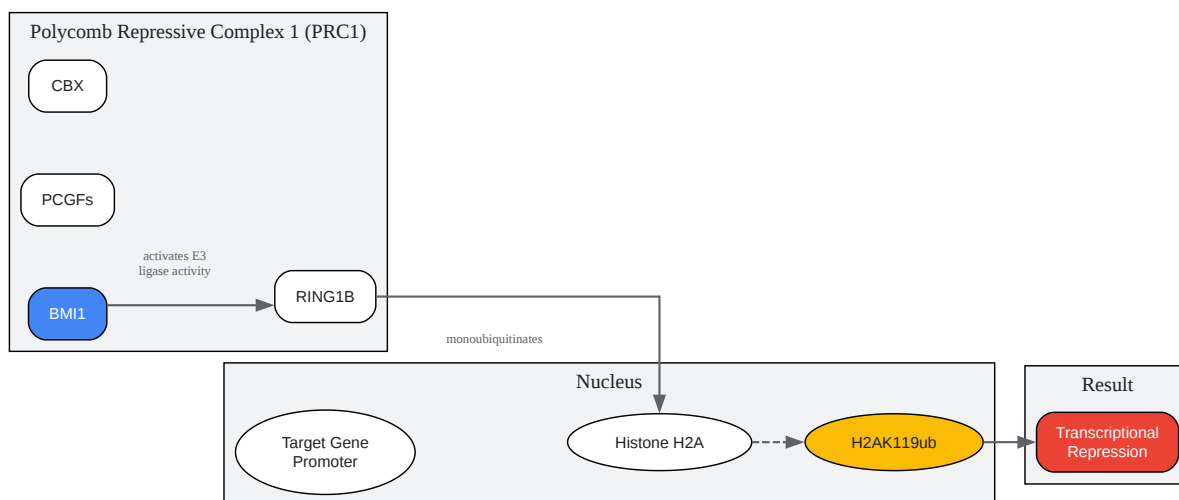 Polycomb Repressive Complex 1 (PRC1)
CBX
PCGFs
activates E3
ligase activity
BMI1
RING1B
monoubiquitinates
Nucleus
Target Gene
Promoter
Histone H2A
H2AK119ub
Result
Transcriptional
Repression